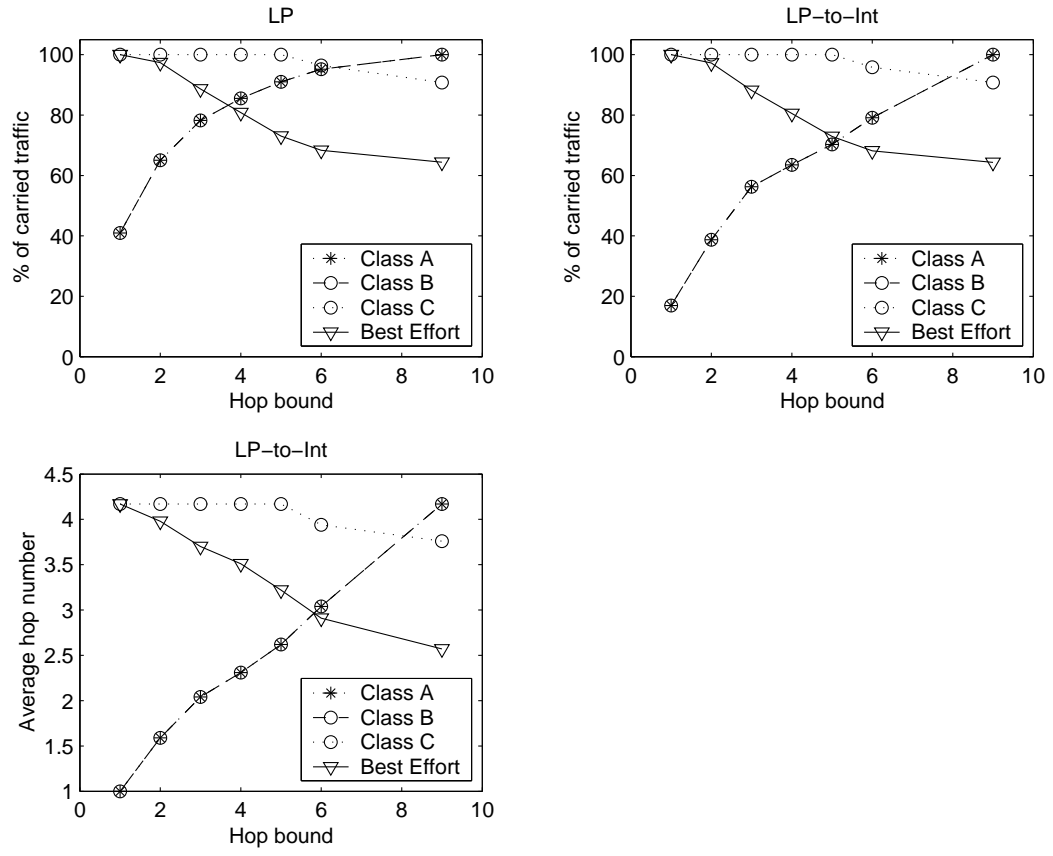 LP
% of carried traffic
100
80
60
40
20
0
0 2 4 6 8 10
Hop bound
Class A
Class B
Class C
Best Effort
LP−to−Int
% of carried traffic
100
80
60
40
20
0
0 2 4 6 8 10
Hop bound
Class A
Class B
Class C
Best Effort
LP−to−Int
Average hop number
4.5
4
3.5
3
2.5
2
1.5
1
0 2 4 6 8 10
Hop bound
Class A
Class B
Class C
Best Effort